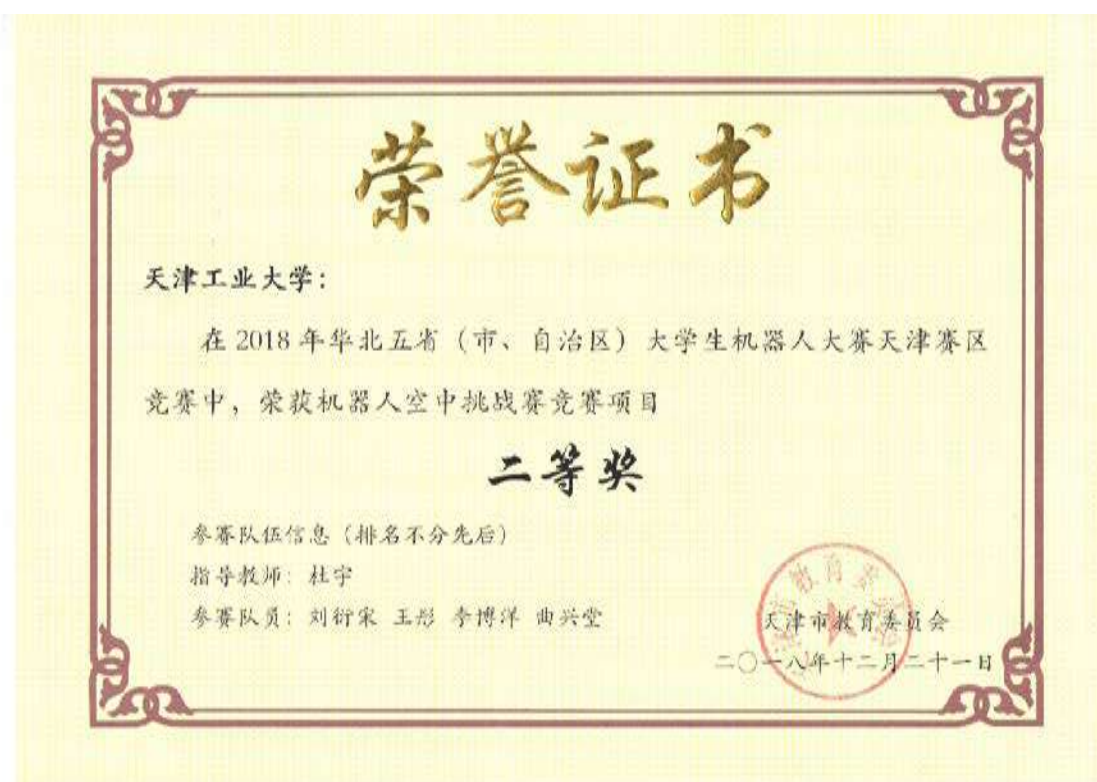 荣誉证书
天津工业大学：
在 2018 年华北五省（市、自治区）大学生机器人大赛天津赛区
竞赛中，荣获机器人空中挑战赛竞赛项目
二等奖
参赛队伍信息（排名不分先后）
指导教师：杜宇
参赛队员：刘衍宋 王彤 李博洋 曲兴堂
天津市教育委员会
二〇一八年十二月二十一日